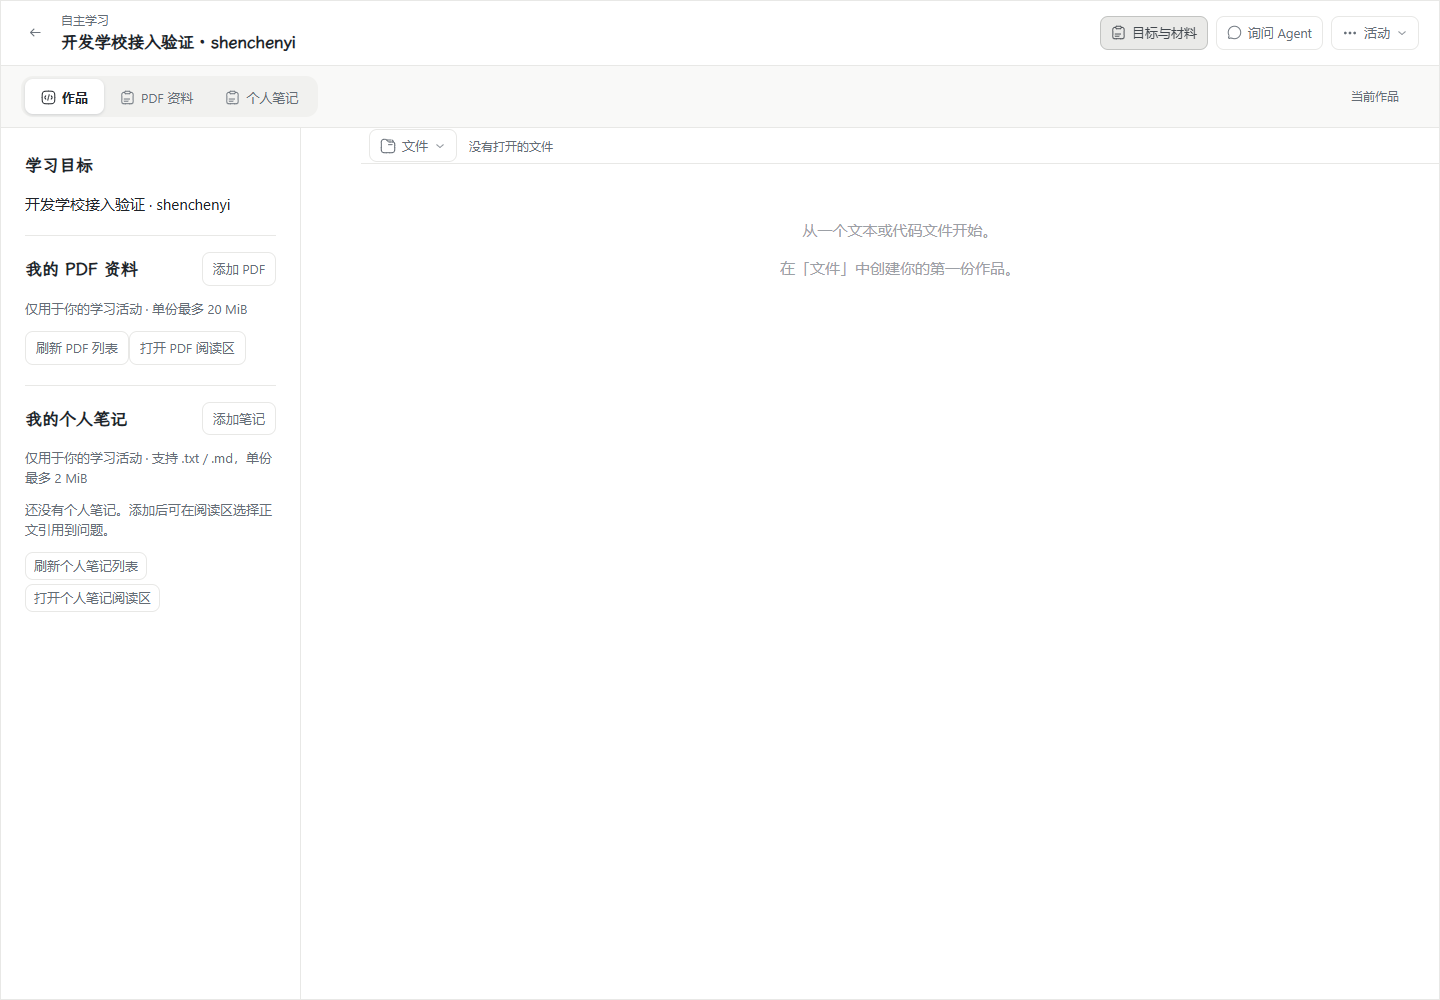 自主学习
开发学校接入验证 · shenchenyi
目标与材料
询问 Agent
活动
作品
PDF 资料
个人笔记
当前作品
学习目标
开发学校接入验证 · shenchenyi
我的 PDF 资料
添加 PDF
仅用于你的学习活动 · 单份最多 20 MiB
刷新 PDF 列表
打开 PDF 阅读区
我的个人笔记
添加笔记
仅用于你的学习活动 · 支持 .txt / .md，单份
最多 2 MiB
还没有个人笔记。添加后可在阅读区选择正
文引用到问题。
刷新个人笔记列表
打开个人笔记阅读区
文件
没有打开的文件
从一个文本或代码文件开始。
在「文件」中创建你的第一份作品。